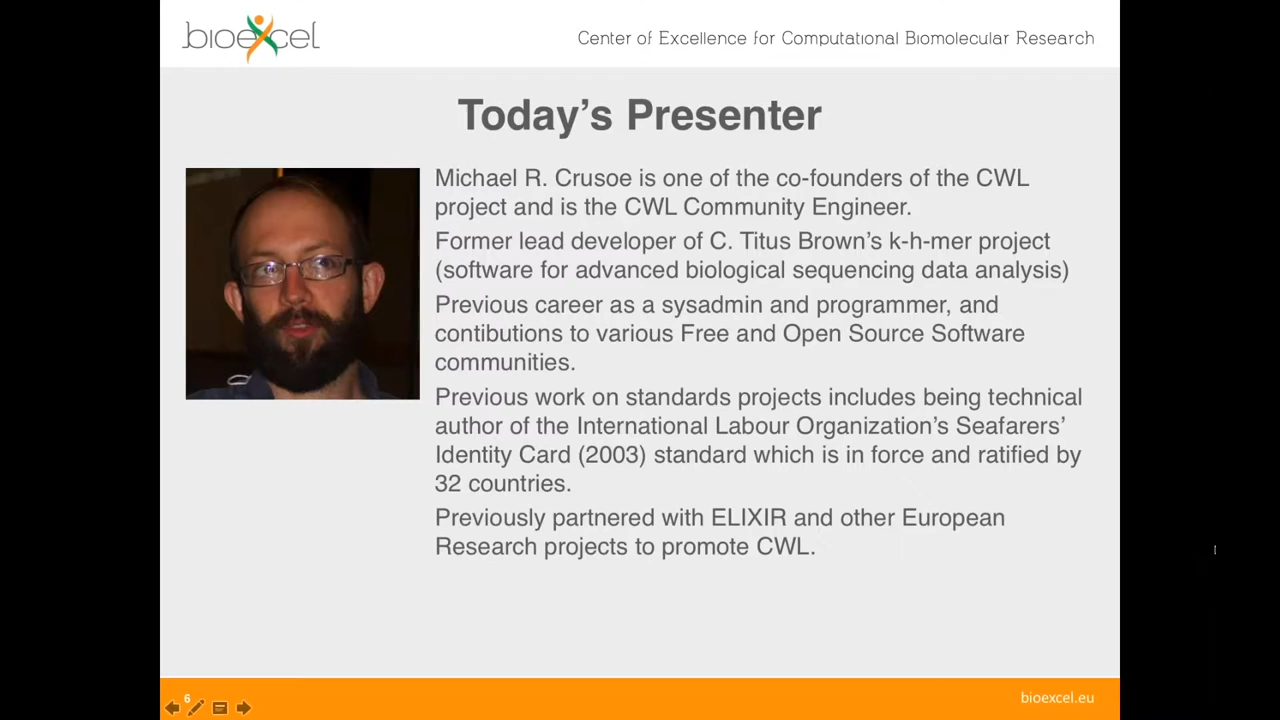 bioexcel
Center of Excellence for Computational Biomolecular Research
Today's Presenter
Michael R. Crusoe is one of the co-founders of the CWL
project and is the CWL Community Engineer.
Former lead developer of C. Titus Brown's k-h-mer project
(software for advanced biological sequencing data analysis)
Previous career as a sysadmin and programmer, and
contibutions to various Free and Open Source Software
communities.
Previous work on standards projects includes being technical
author of the International Labour Organization's Seafarers'
Identity Card (2003) standard which is in force and ratified by
32 countries.
Previously partnered with ELIXIR and other European
Research projects to promote CWL.
6
bioexcel.eu